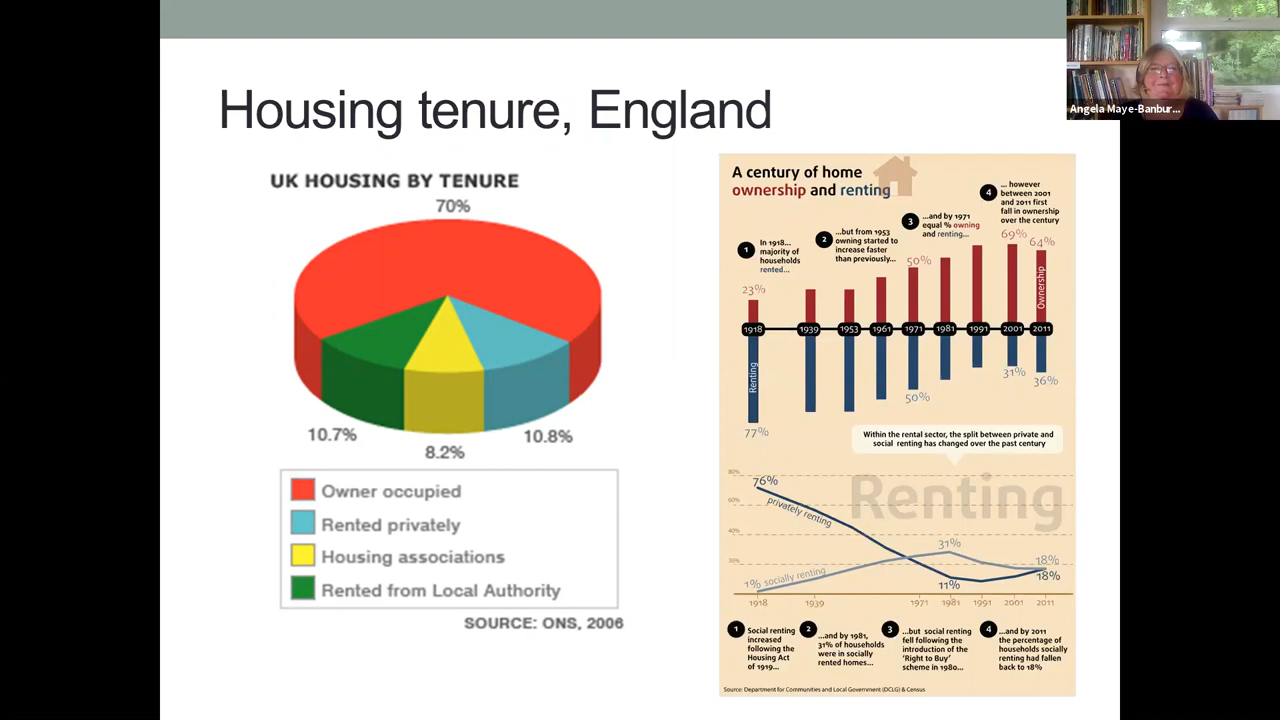 Housing tenure, England
Angela Maye-Banbur...
UK HOUSING BY TENURE
70%
10.7%
8.2%
10.8%
Owner occupied
Rented privately
Housing associations
Rented from Local Authority
SOURCE: ONS, 2006
A century of home
ownership and renting
1
In 1918...
majority of
households
rented...
2
...but from 1953
owning started to
increase faster
than previously...
3
...and by 1971
equal % owning
and renting...
4
... however
between 2001
and 2011 first
fall in ownership
over the century
23%
50%
69%
64%
Ownership
1918
1939
1953
1961
1971
1981
1991
2001
2011
Renting
77%
50%
31%
36%
Within the rental sector, the split between private and
social renting has changed over the past century
Renting
80%
60%
40%
20%
76%
privately renting
1%
socially renting
31%
11%
18%
18%
1918
1939
1971
1981
1991
2001
2011
1
Social renting
increased
following the
Housing Act
of 1919...
2
...and by 1981,
31% of households
were in socially
rented homes...
3
...but social renting
fell following the
introduction of the
'Right to Buy'
scheme in 1980...
4
...and by 2011
the percentage of
households socially
renting had fallen
back to 18%
Source: Department for Communities and Local Government (DCLG) & Census